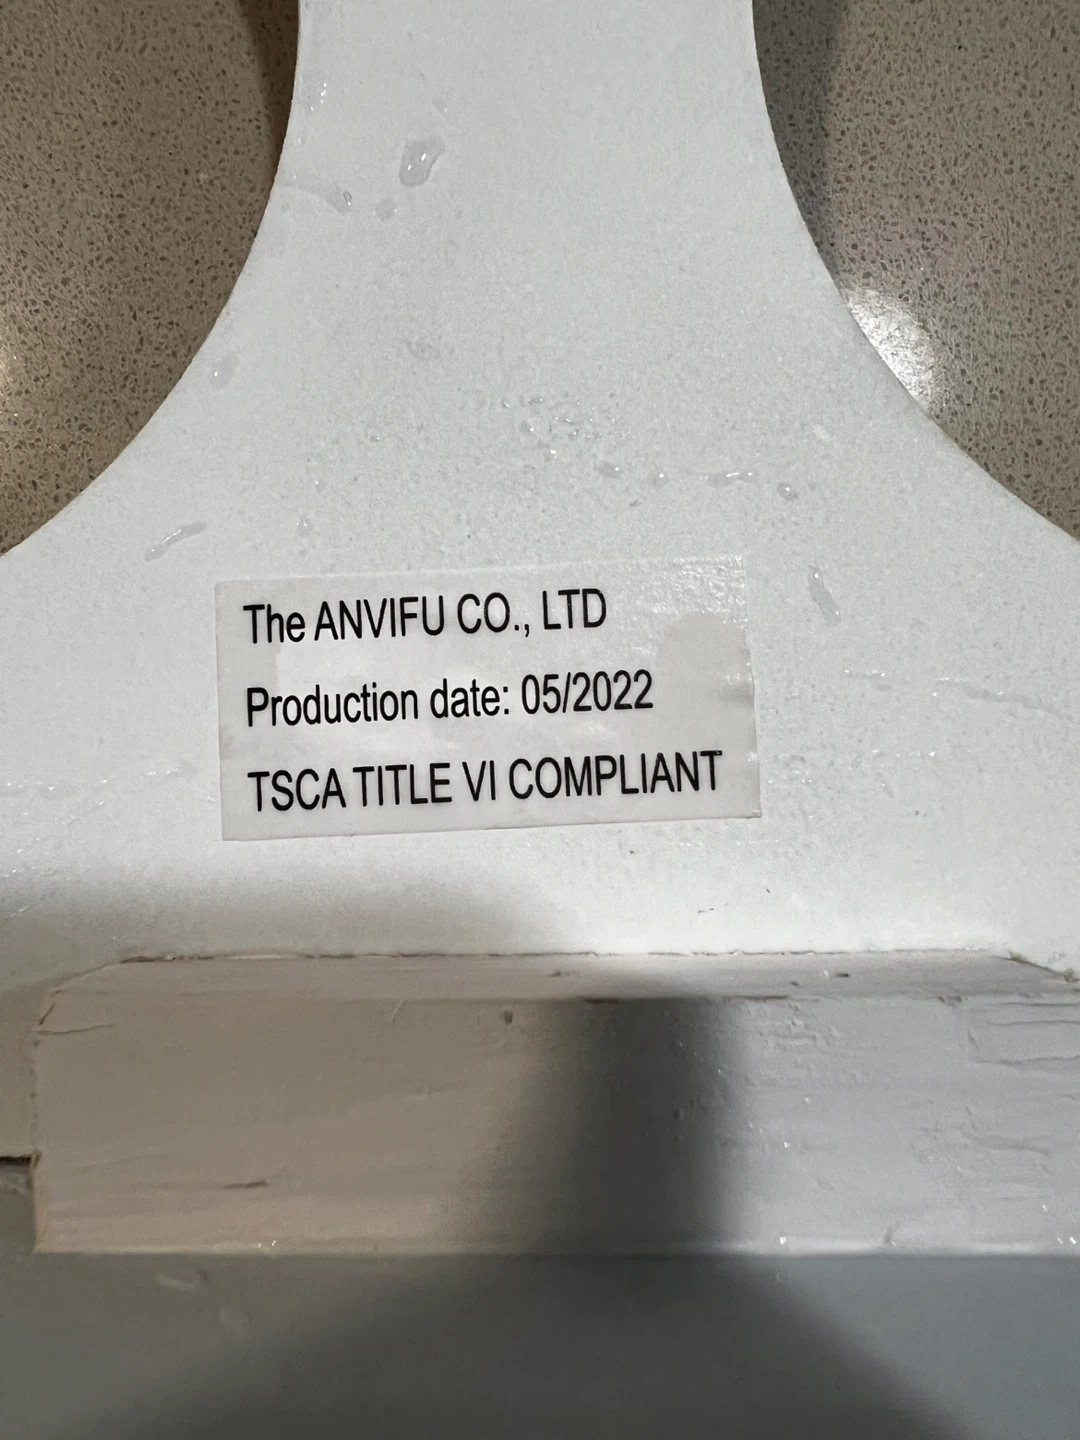 The ANVIFU CO., LTD
Production date: 05/2022
TSCA TITLE VI COMPLIANT